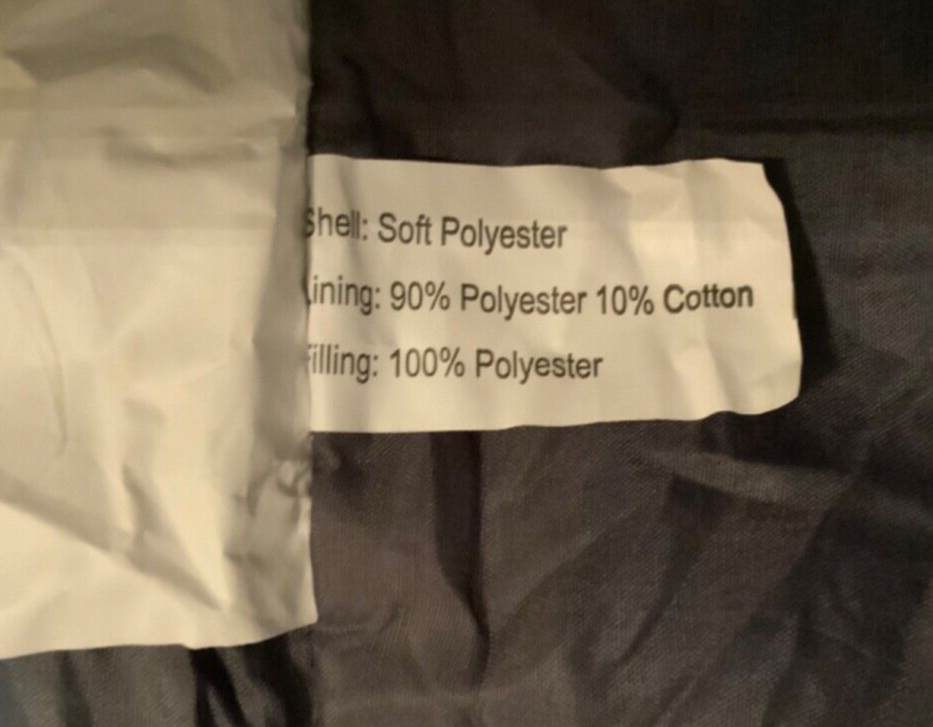 Shell: Soft Polyester
Lining: 90% Polyester 10% Cotton
Filling: 100% Polyester